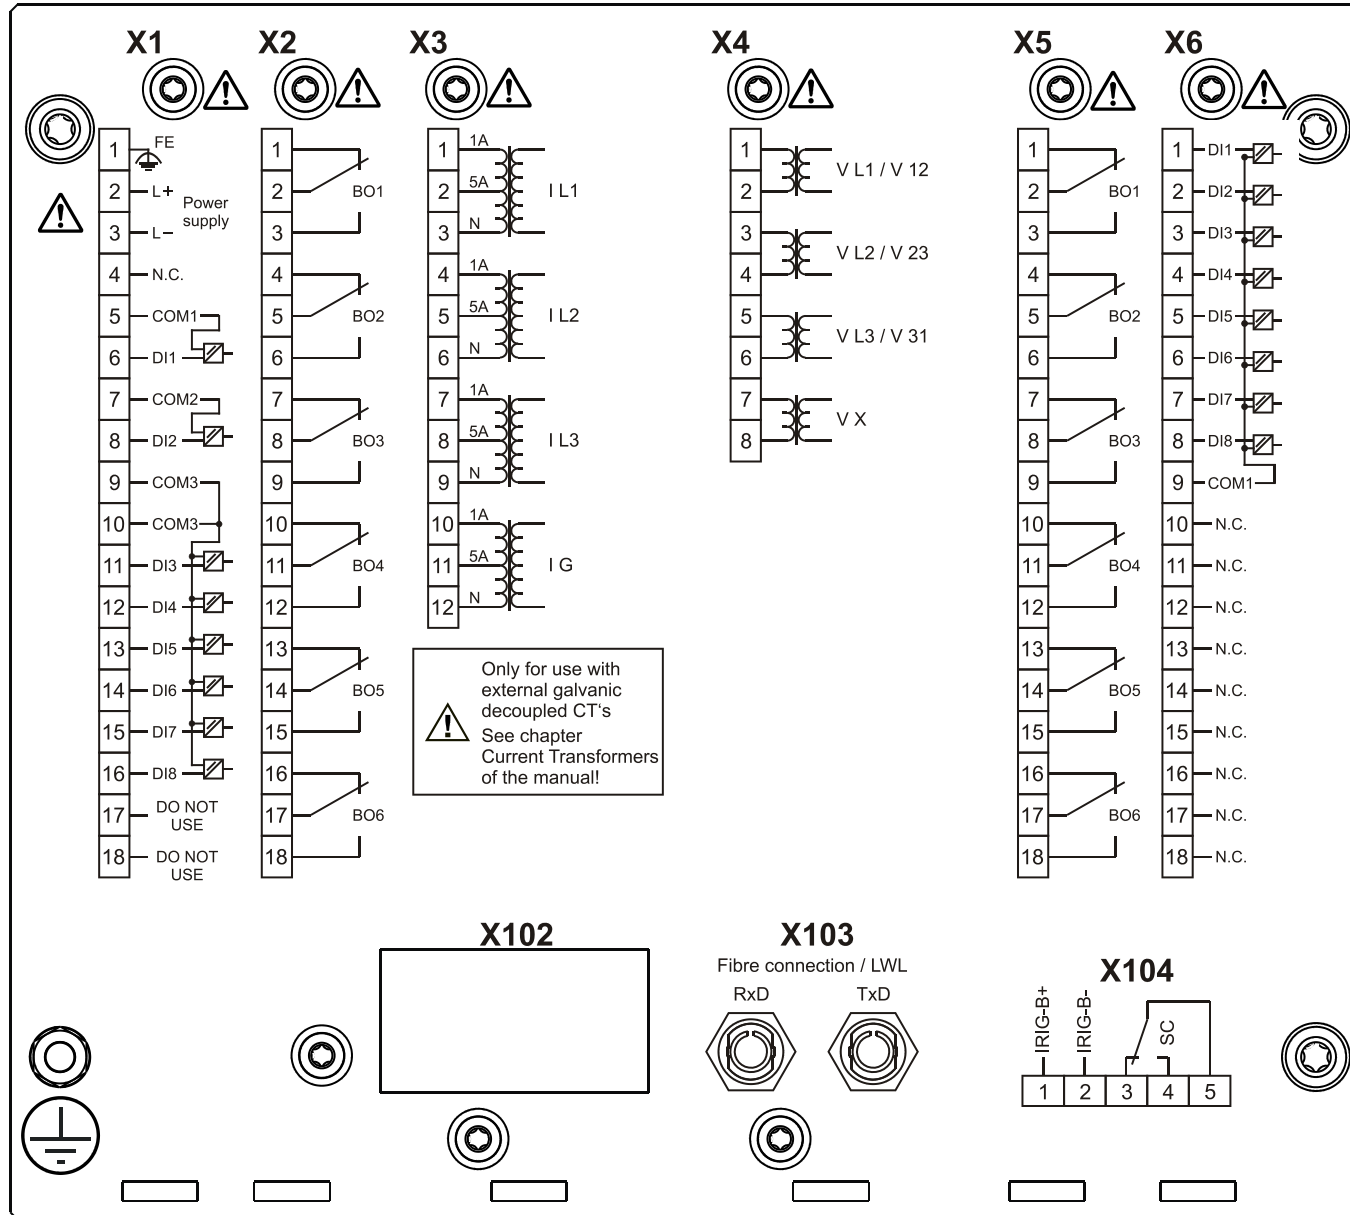 X1
X2
X3
X4
X5
X6
1 FE
2 L+
Power
supply
3 L–
4 N.C.
5 COM1
6 DI1
7 COM2
8 DI2
9 COM3
10 COM3
11 DI3
12 DI4
13 DI5
14 DI6
15 DI7
16 DI8
17 DO NOT
USE
18 DO NOT
USE
1
2 BO1
3
4
5 BO2
6
7
8 BO3
9
10
11 BO4
12
13
14 BO5
15
16
17 BO6
18
1 1A
2 5A I L1
3 N
4 1A
5 5A I L2
6 N
7 1A
8 5A I L3
9 N
10 1A
11 5A I G
12 N
Only for use with
external galvanic
decoupled CT‘s
See chapter
Current Transformers
of the manual!
1
V L1 / V 12
2
3
V L2 / V 23
4
5
V L3 / V 31
6
7
V X
8
1
2 BO1
3
4
5 BO2
6
7
8 BO3
9
10
11 BO4
12
13
14 BO5
15
16
17 BO6
18
1 DI1
2 DI2
3 DI3
4 DI4
5 DI5
6 DI6
7 DI7
8 DI8
9 COM1
10 N.C.
11 N.C.
12 N.C.
13 N.C.
14 N.C.
15 N.C.
16 N.C.
17 N.C.
18 N.C.
X102
X103
Fibre connection / LWL
RxD TxD
X104
IRIG-B+
IRIG-B-
SC
1 2 3 4 5